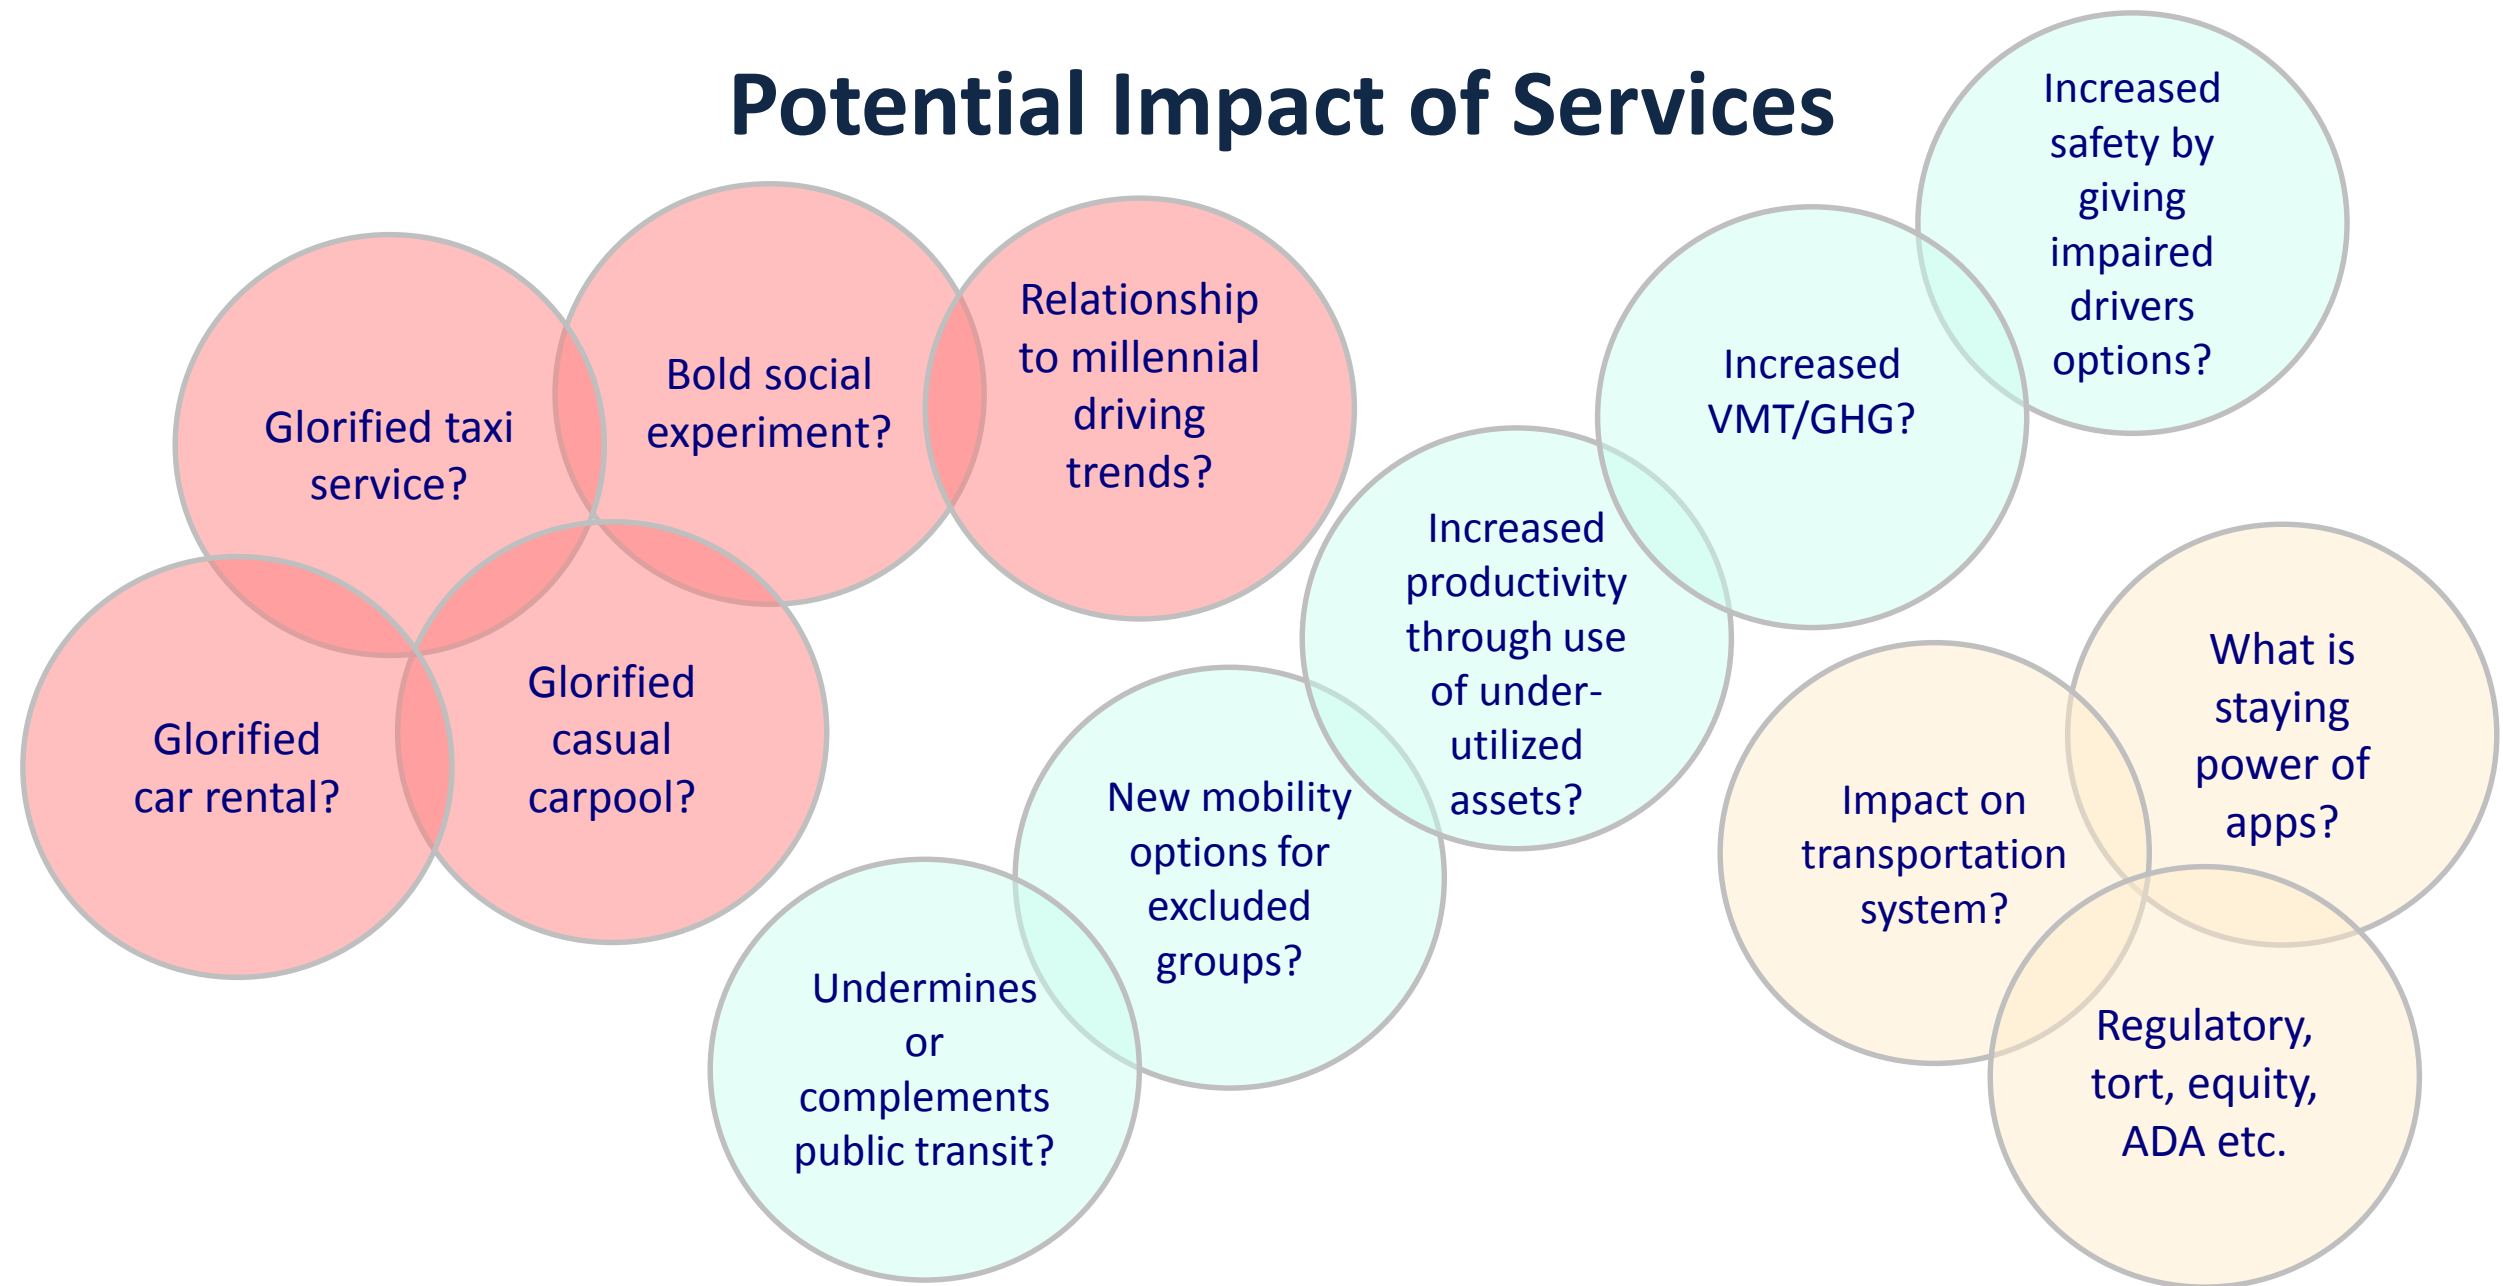 Potential Impact of Services
Glorified taxi
service?
Bold social
experiment?
Relationship
to millennial
driving
trends?
Glorified
car rental?
Glorified
casual
carpool?
Increased
safety by
giving
impaired
drivers
options?
Increased
VMT/GHG?
Increased
productivity
through use
of under-
utilized
assets?
New mobility
options for
excluded
groups?
Undermines
or
complements
public transit?
What is
staying
power of
apps?
Impact on
transportation
system?
Regulatory,
tort, equity,
ADA etc.